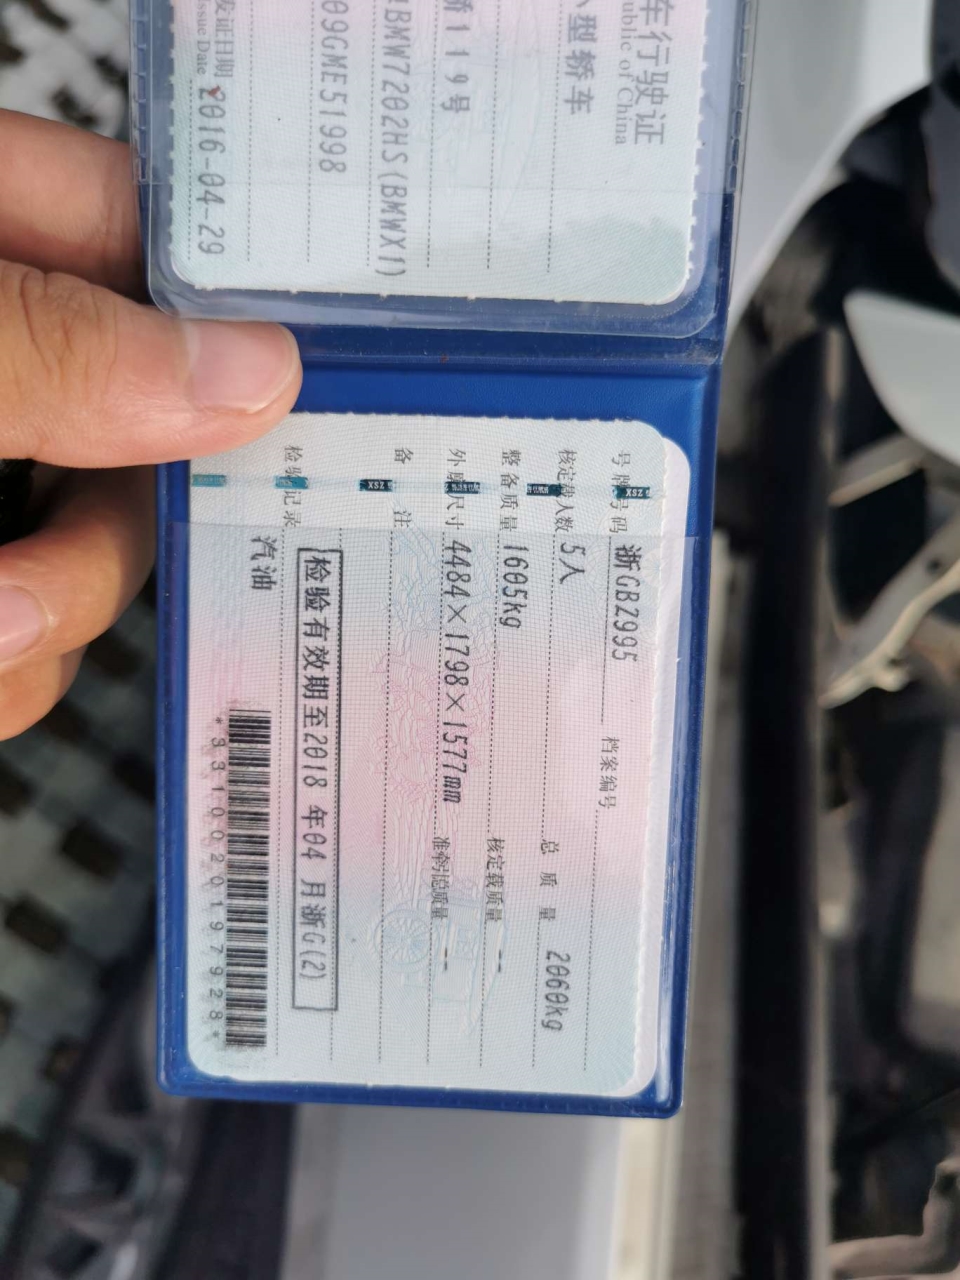 车行驶证
ublic of China
型轿车
桥119号
BMW7202HS(BMWX1)
09GME51998
发证日期 2016-04-29
Issue Date
号牌号码 浙GBZ995 档案编号
核定载人数 5人 总质量 2060kg
整备质量 1605kg 核定载质量 --
外廓尺寸 4484×1798×1577mm 准牵引总质量 --
备注
检验有效期至2018年04月浙G(2)
检验记录
汽油
*3310020197928*